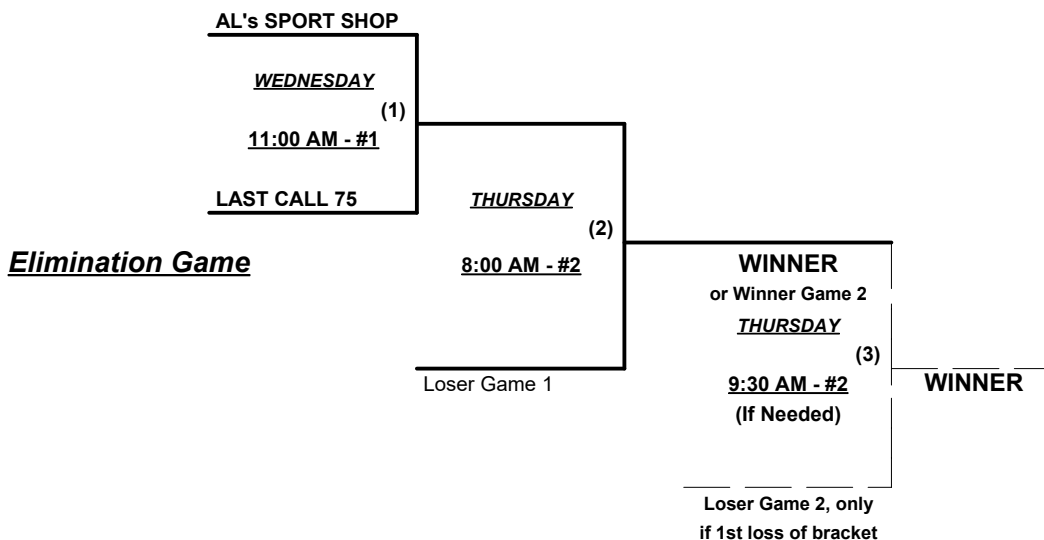 AL's SPORT SHOP
WEDNESDAY
(1)
11:00 AM - #1
LAST CALL 75
THURSDAY
(2)
Elimination Game
8:00 AM - #2
WINNER
or Winner Game 2
THURSDAY
(3)
Loser Game 1
9:30 AM - #2
WINNER
(If Needed)
Loser Game 2, only
if 1st loss of bracket